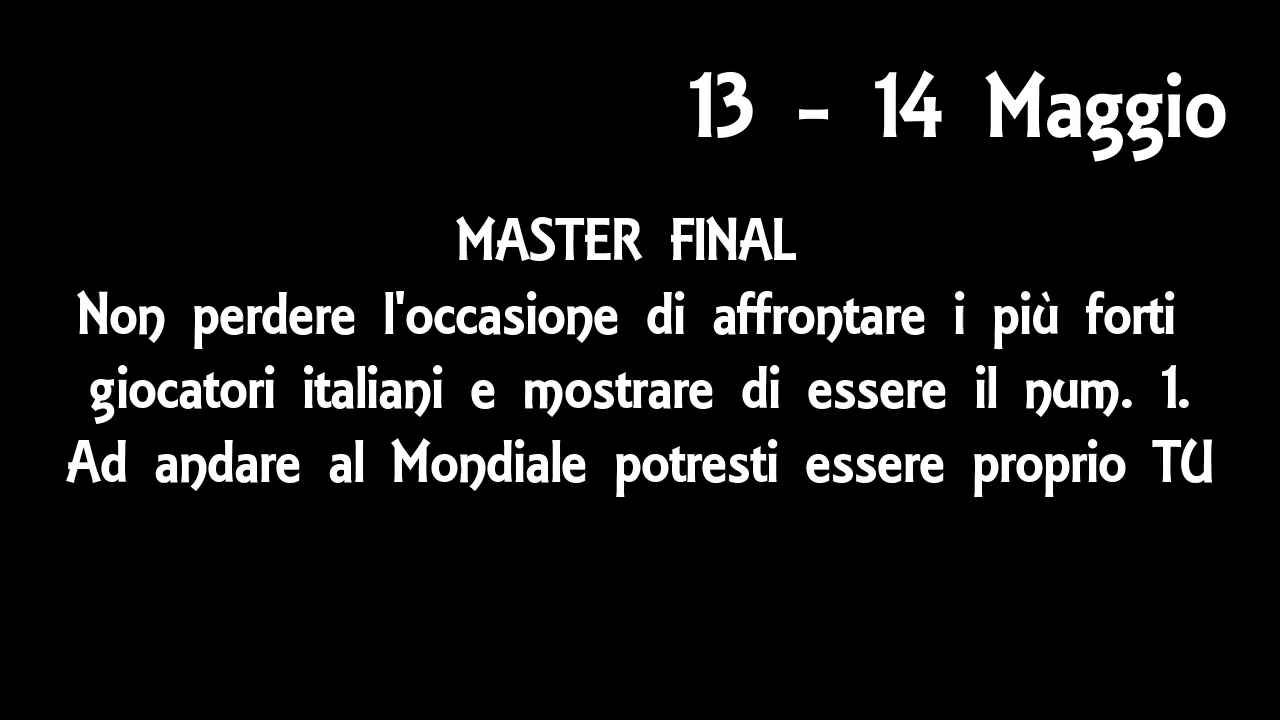 13 - 14 Maggio
MASTER FINAL
Non perdere l'occasione di affrontare i più forti
giocatori italiani e mostrare di essere il num. 1.
Ad andare al Mondiale potresti essere proprio TU